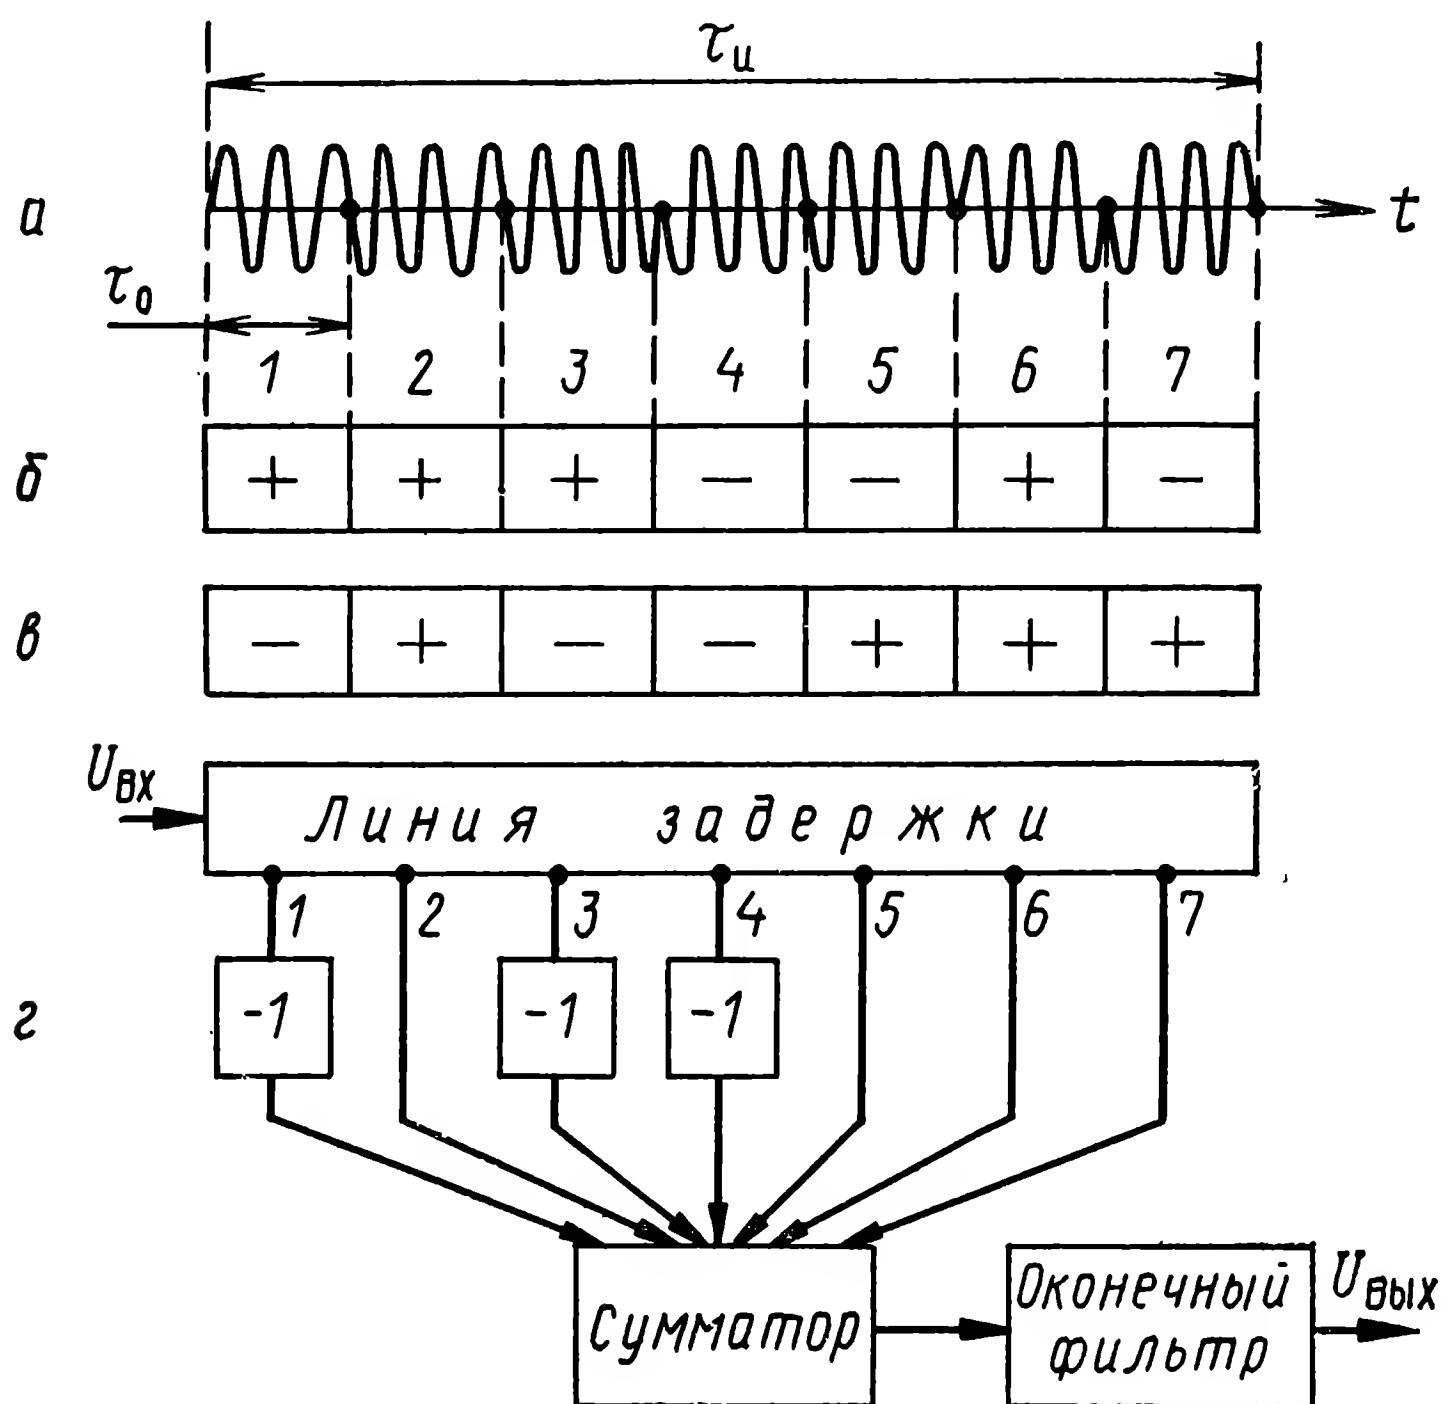 τи
а
t
τ0
1 2 3 4 5 6 7
б
+ + + − − + −
в
− + − − + + +
Uвх
Линия задержки
1 2 3 4 5 6 7
г
-1 -1 -1
Сумматор
Оконечный
фильтр
Uвых